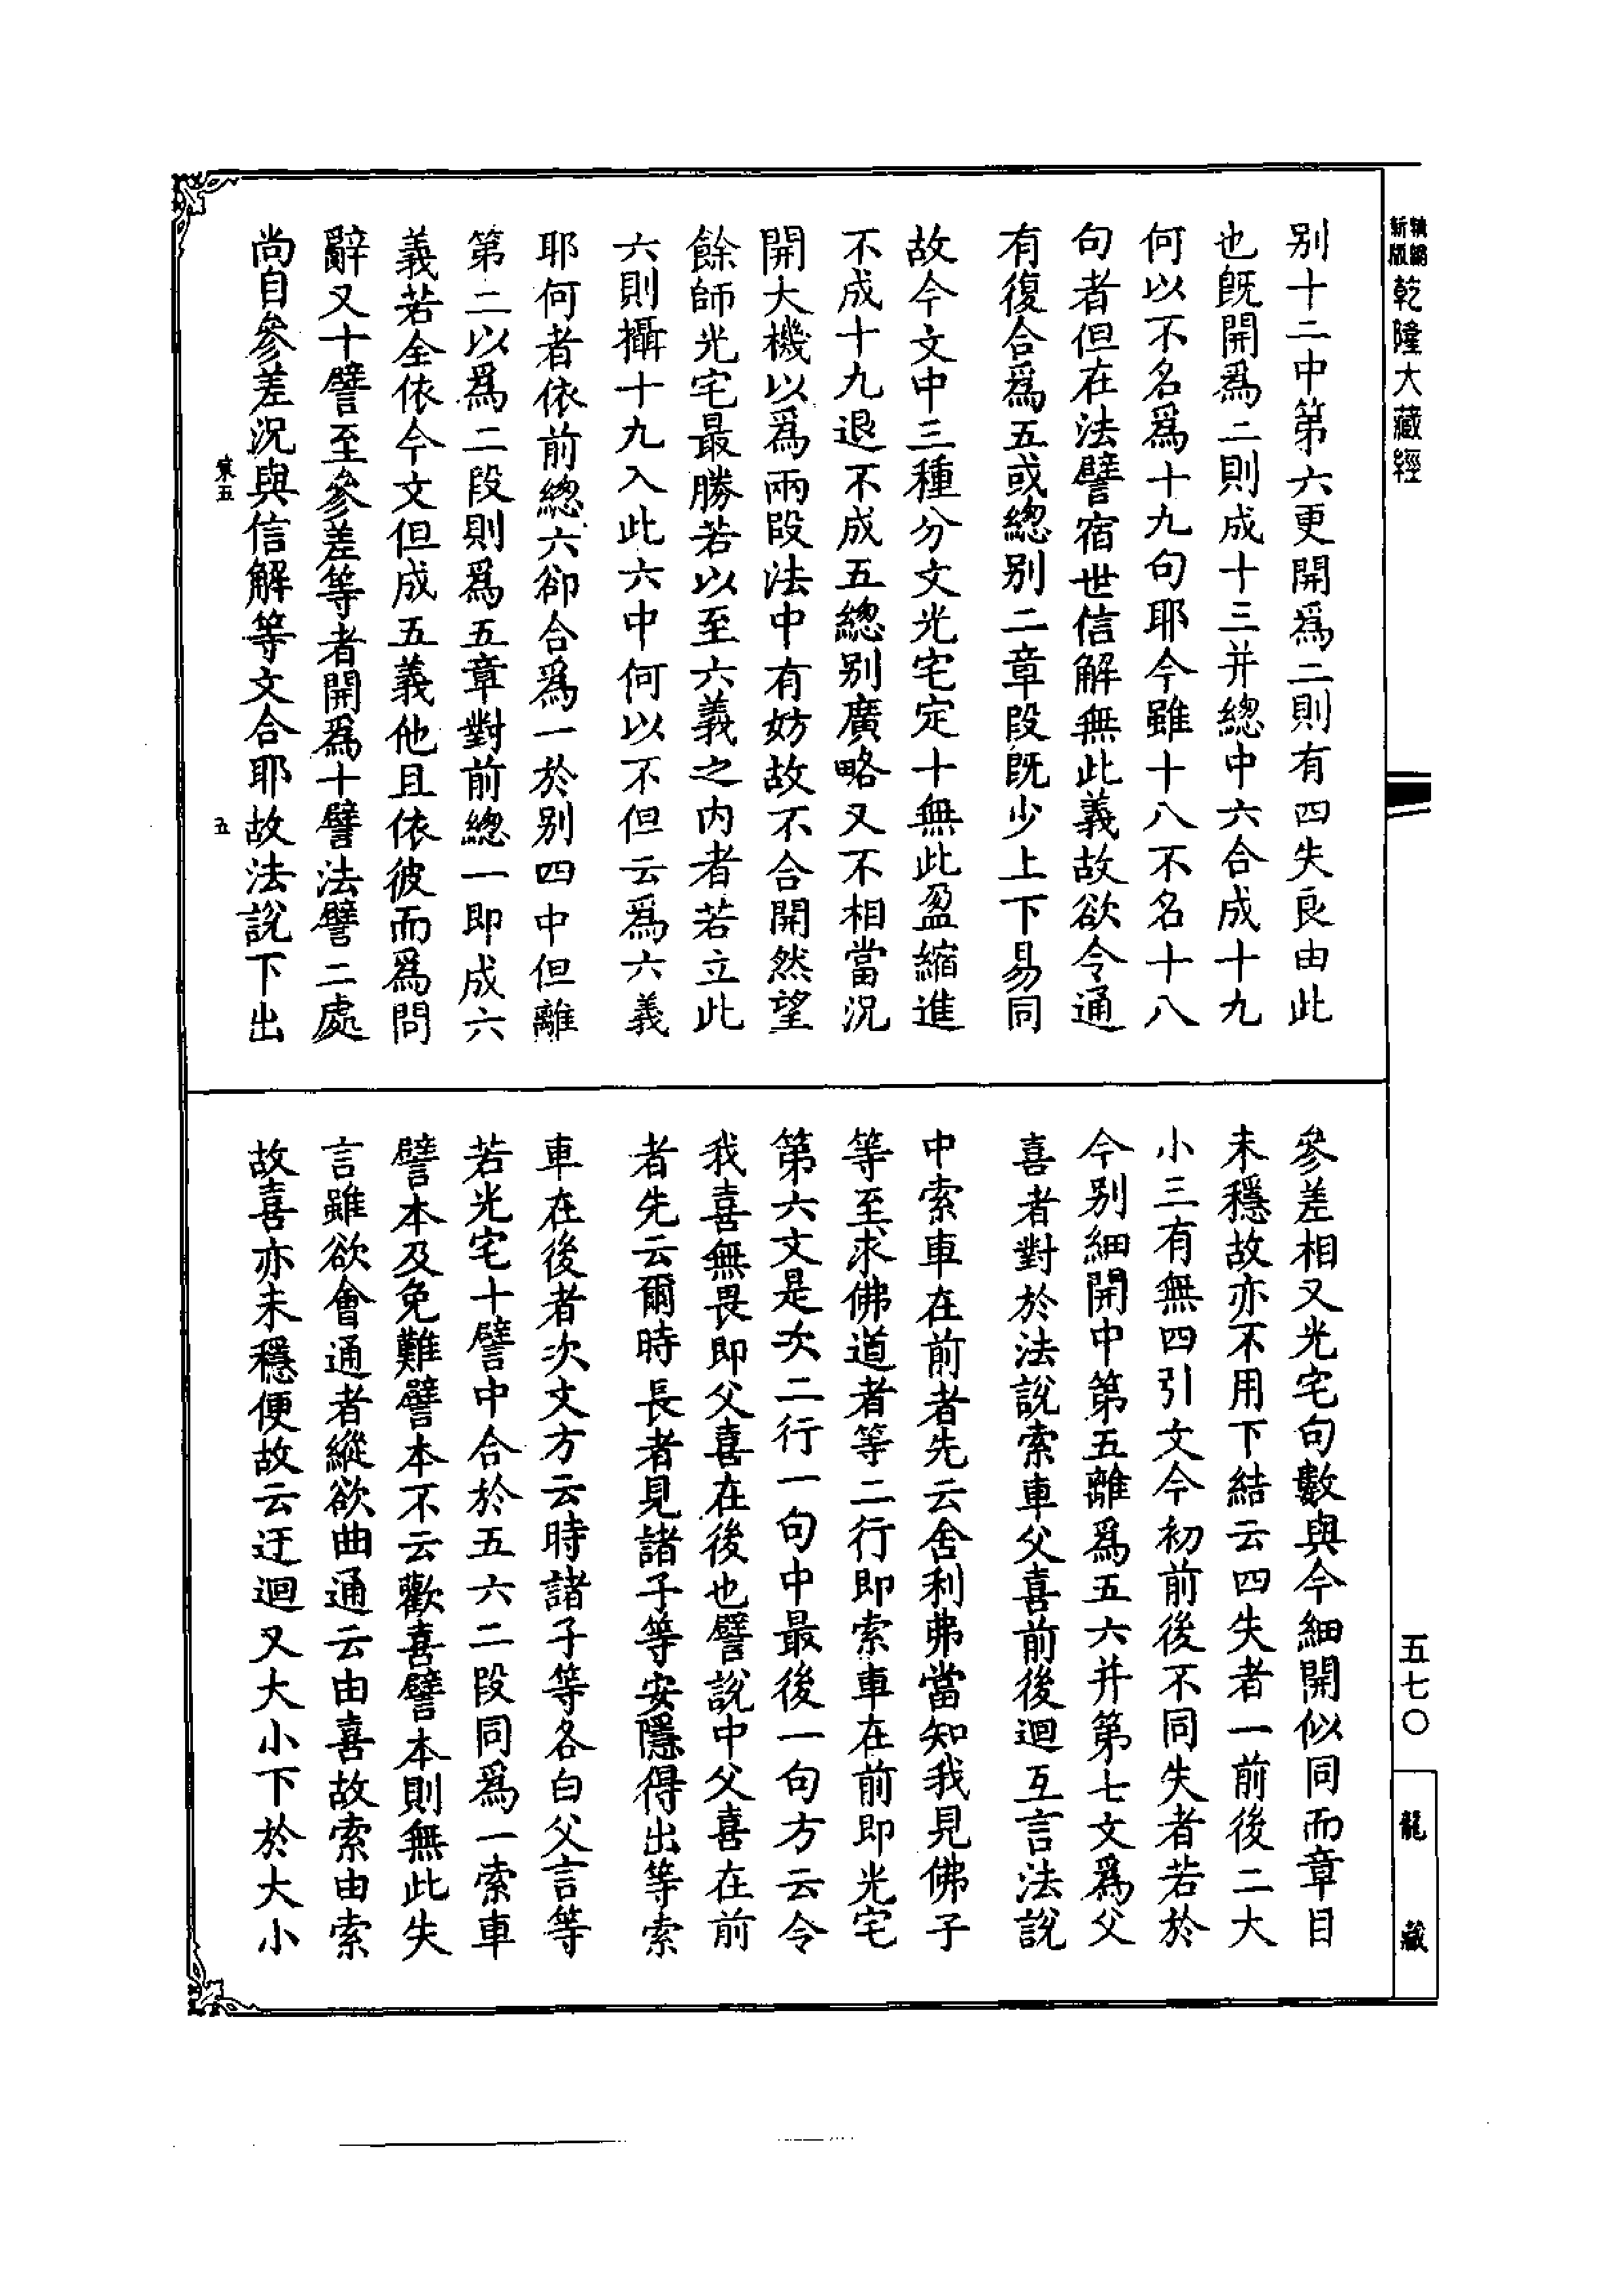 精縮新版乾隆大藏經
别十二中第六更開爲二則有四失良由此
也既開爲二則成十三并總中六合成十九
何以不名爲十九句耶今雖十八不名十八
句者但在法譬宿世信解無此義故欲令通
有復合爲五或總别二章段既少上下易同
故今文中三種分文光宅定十無此盈縮進
不成十九退不成五總别廣略又不相當況
開大機以爲兩段法中有妨故不合開然望
餘師光宅最勝若以至六義之内者若立此
六則攝十九入此六中何以不但云爲六義
耶何者依前總六卻合爲一於别四中但離
第二以爲二段則爲五章對前總一即成六
義若全依今文但成五義他且依彼而爲問
辭又十譬至參差等者開爲十譬法譬二處
尚自參差況與信解等文合耶故法說下出
五
參差相又光宅句數與今細開似同而章目
未穩故亦不用下結云四失者一前後二大
小三有無四引文今初前後不同失者若於
今别細開中第五離爲五六并第七文爲父
喜者對於法說索車父喜前後迴互言法說
中索車在前者先云舍利弗當知我見佛子
等至求佛道者等二行即索車在前即光宅
第六文是次二行一句中最後一句方云今
我喜無畏即父喜在後也譬說中父喜在前
者先云爾時長者見諸子等安隱得出等索
車在後者次文方云時諸子等各白父言等
若光宅十譬中合於五六二段同爲一索車
譬本及免難譬本不云歡喜譬本則無此失
言雖欲會通者縱欲曲通云由喜故索由索
故喜亦未穩便故云迂迴又大小下於大小
五七〇
龍藏